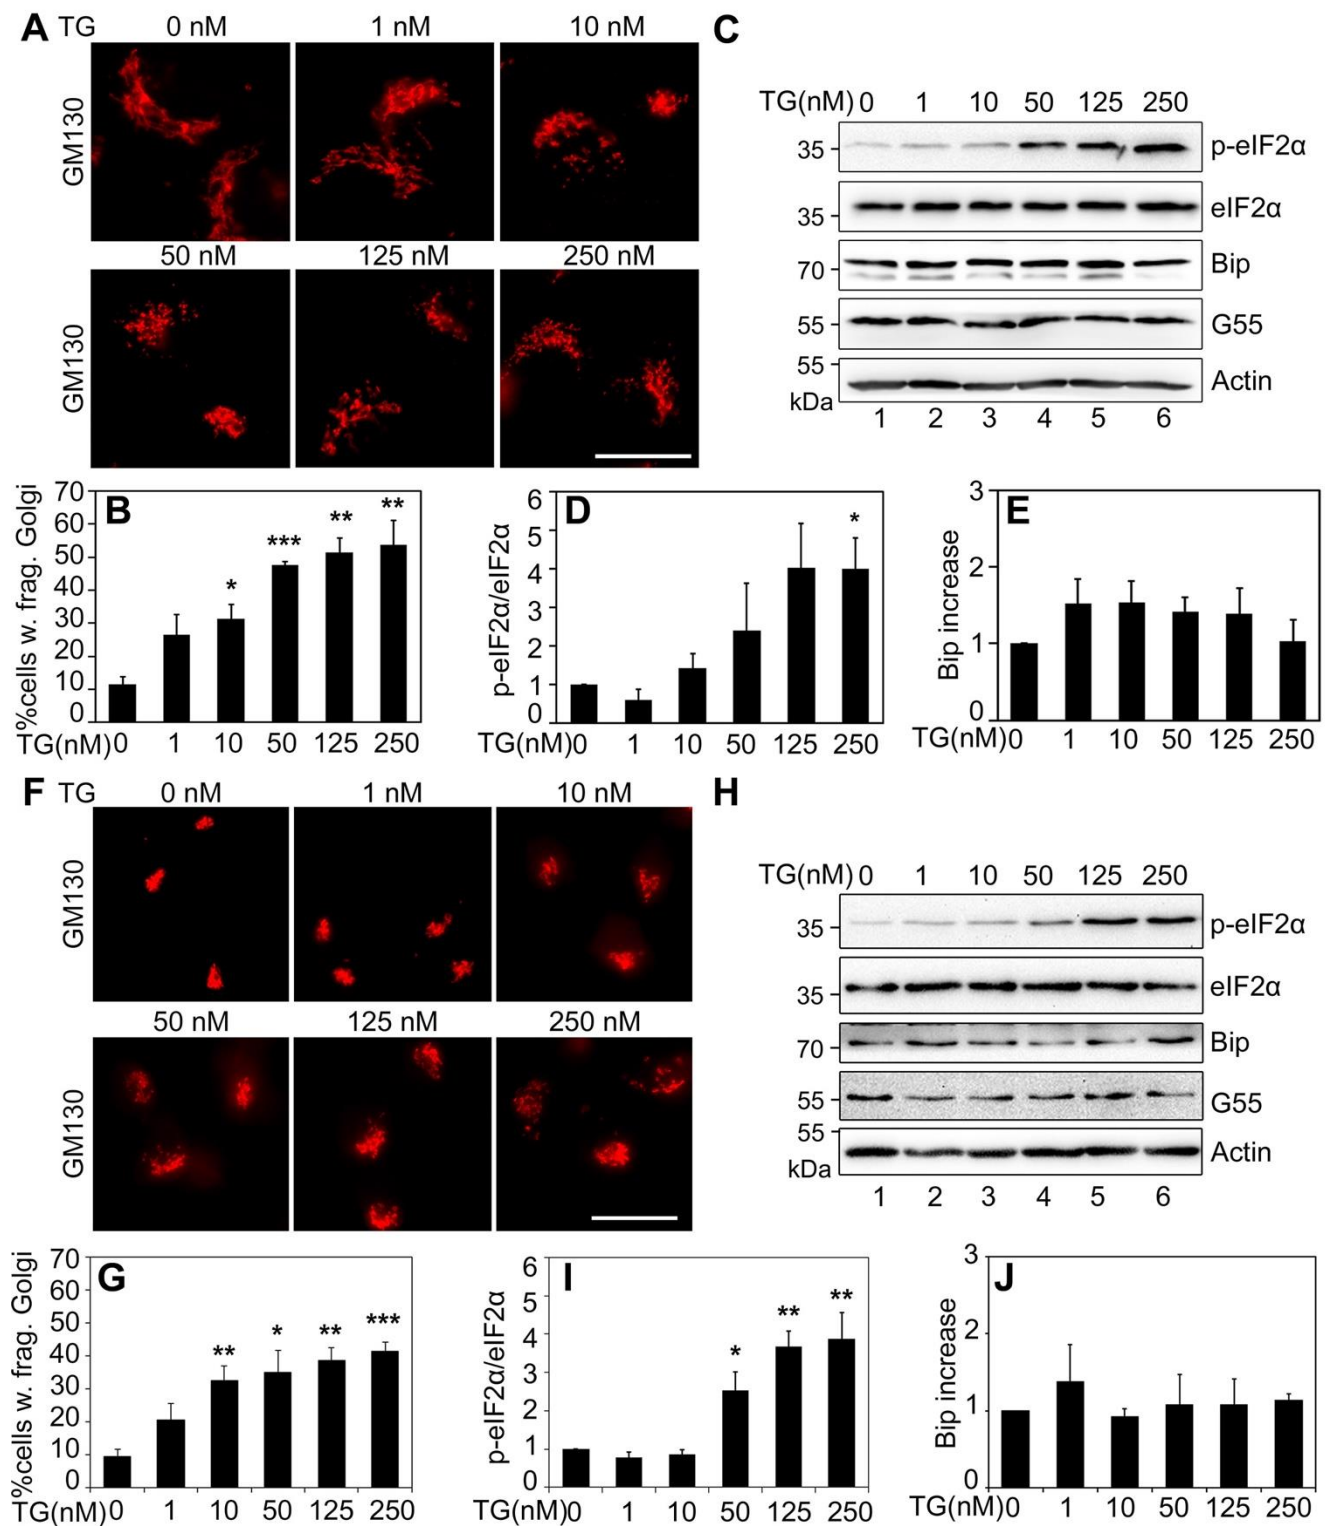 A TG 0 nM 1 nM 10 nM
GM130
50 nM 125 nM 250 nM
GM130
C
TG(nM) 0 1 10 50 125 250
35 p-eIF2α
35 eIF2α
70 Bip
55 G55
55 Actin
kDa
1 2 3 4 5 6
B
%cells w. frag. Golgi
70
60
50
40
30
20
10
0
* *** ** **
TG(nM) 0 1 10 50 125 250
D
p-eIF2α/eIF2α
6
5
4
3
2
1
0
*
TG(nM) 0 1 10 50 125 250
E
Bip increase
3
2
1
0
TG(nM) 0 1 10 50 125 250
F TG 0 nM 1 nM 10 nM
GM130
50 nM 125 nM 250 nM
GM130
H
TG(nM) 0 1 10 50 125 250
35 p-eIF2α
35 eIF2α
70 Bip
55 G55
55 Actin
kDa
1 2 3 4 5 6
G
%cells w. frag. Golgi
70
60
50
40
30
20
10
0
** * ** ***
TG(nM) 0 1 10 50 125 250
I
p-eIF2α/eIF2α
6
5
4
3
2
1
0
* ** **
TG(nM) 0 1 10 50 125 250
J
Bip increase
3
2
1
0
TG(nM) 0 1 10 50 125 250